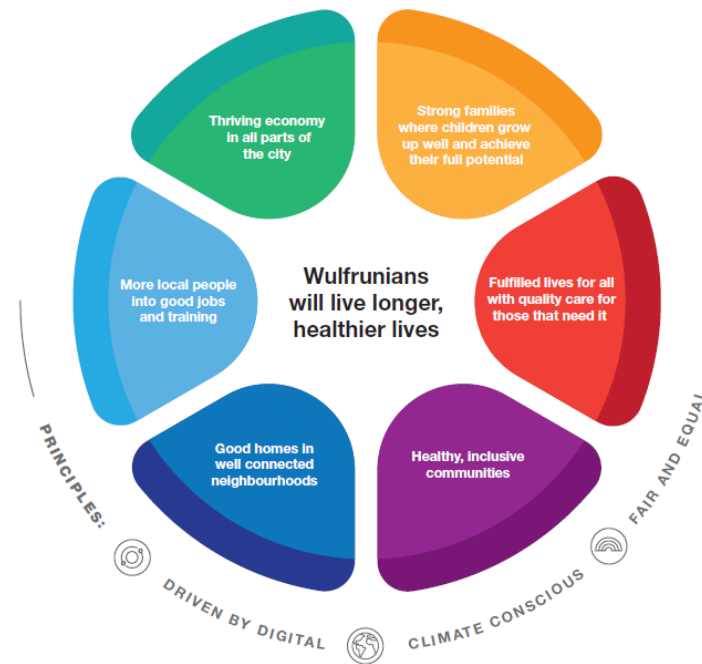 Thriving economy
in all parts of
the city
Strong families
where children grow
up well and achieve
their full potential
More local people
into good jobs
and training
Wulfrunians
will live longer,
healthier lives
Fulfilled lives for all
with quality care for
those that need it
Good homes in
well connected
neighbourhoods
Healthy, inclusive
communities
PRINCIPLES:
DRIVEN BY DIGITAL
CLIMATE CONSCIOUS
FAIR AND EQUAL